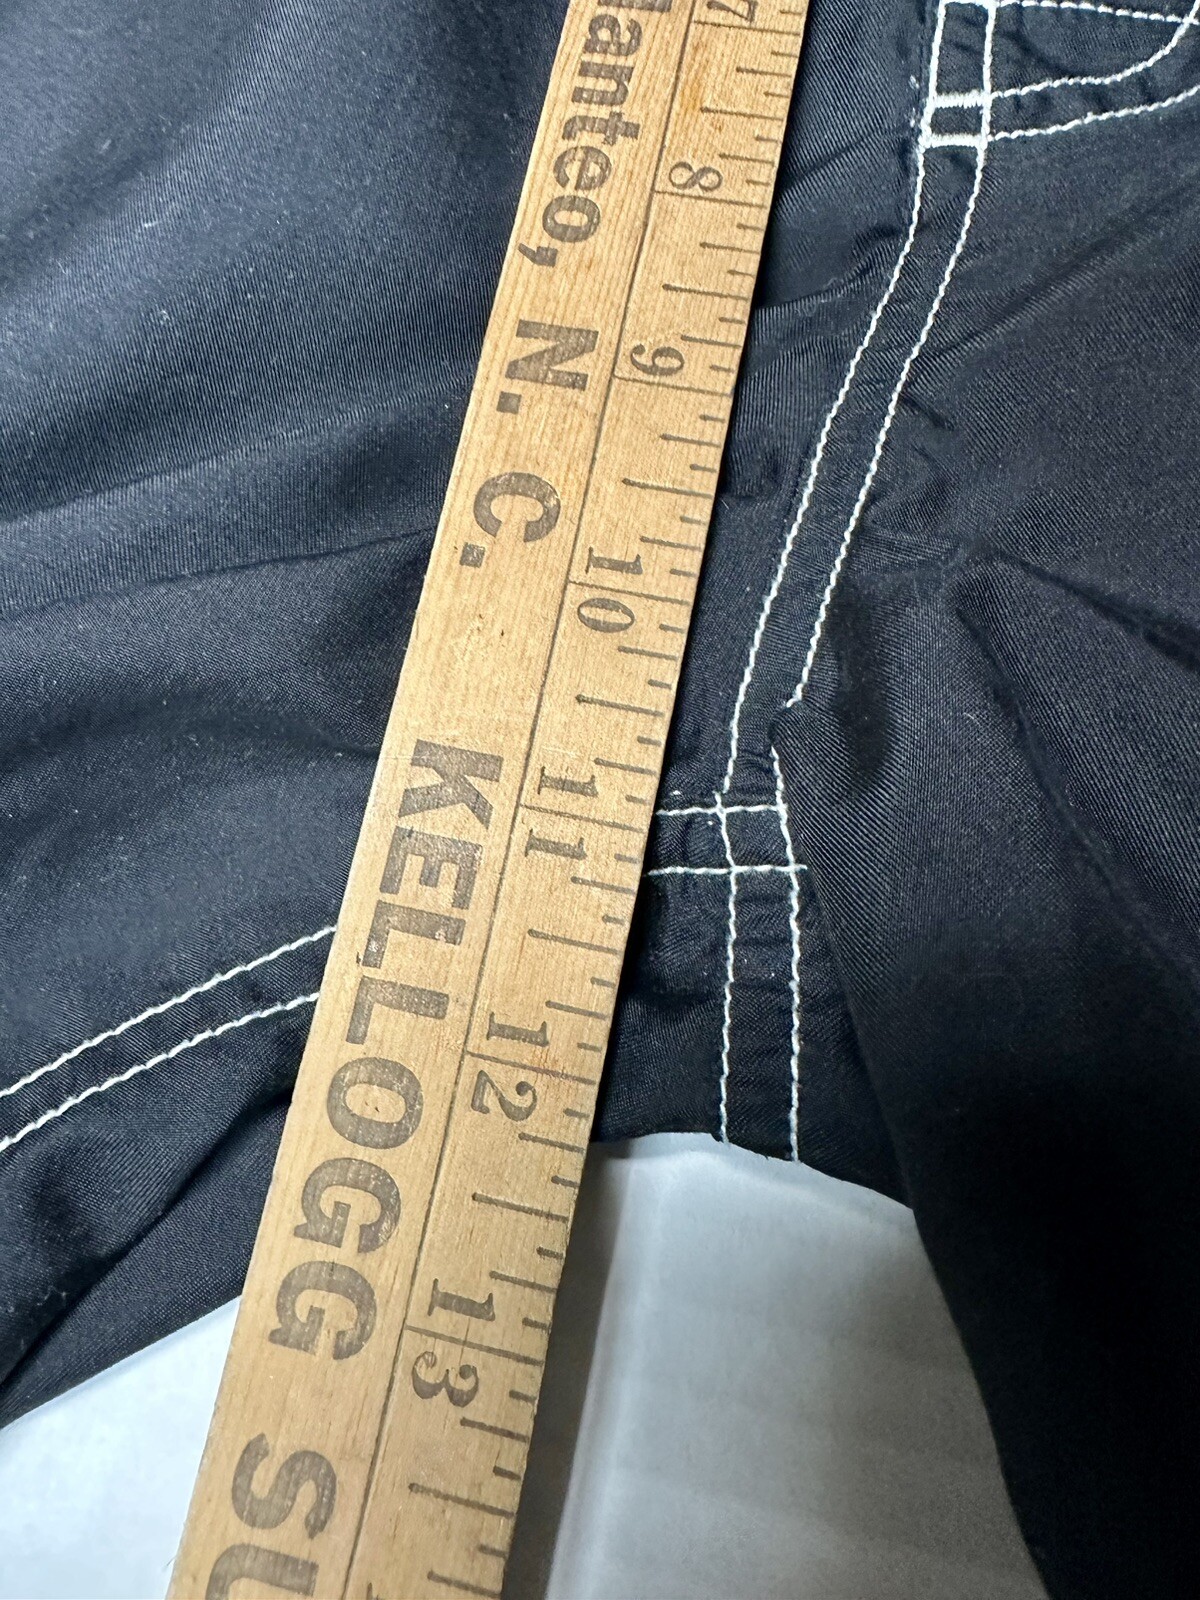 anteo, N. C. KELLOGG SU
7 8 9 10 11 12 13